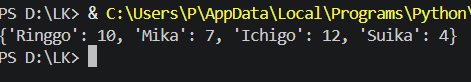 PS D:\LK> & C:\Users\P\AppData\Local\Programs\Python\
{'Ringgo': 10, 'Mika': 7, 'Ichigo': 12, 'Suika': 4}
PS D:\LK>